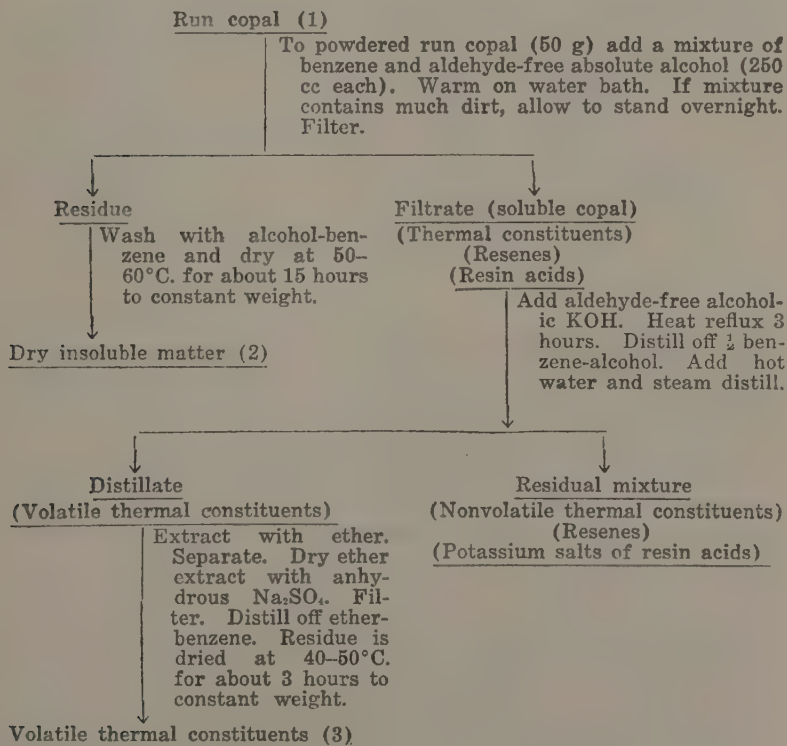 Run copal (1)
To powdered run copal (50 g) add a mixture of
benzene and aldehyde-free absolute alcohol (250
cc each). Warm on water bath. If mixture
contains much dirt, allow to stand overnight.
Filter.
Residue
Wash with alcohol-ben-
zene and dry at 50–
60°C. for about 15 hours
to constant weight.
Dry insoluble matter (2)
Filtrate (soluble copal)
(Thermal constituents)
(Resenes)
(Resin acids)
Add aldehyde-free alcohol-
ic KOH. Heat reflux 3
hours. Distill off ½ ben-
zene-alcohol. Add hot
water and steam distill.
Distillate
(Volatile thermal constituents)
Extract with ether.
Separate. Dry ether
extract with anhy-
drous Na₂SO₄. Fil-
ter. Distill off ether-
benzene. Residue is
dried at 40–50°C.
for about 3 hours to
constant weight.
Volatile thermal constituents (3)
Residual mixture
(Nonvolatile thermal constituents)
(Resenes)
(Potassium salts of resin acids)